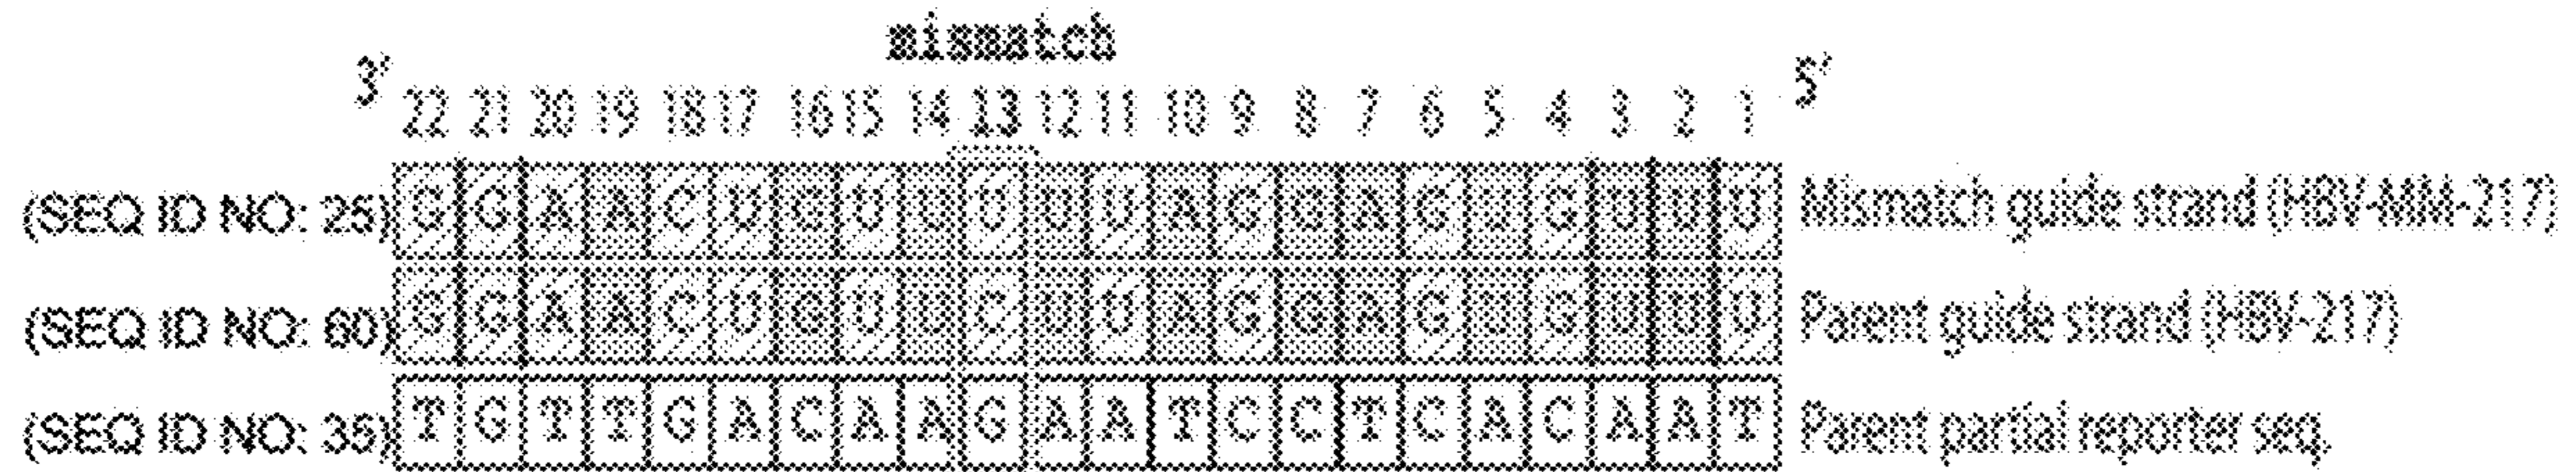 mismatch
3' 22 21 20 19 18 17 16 15 14 13 12 11 10 9 8 7 6 5 4 3 2 1 5'
(SEQ ID NO: 25) G G A A C U G U U U U U A G G A G U G U U U Mismatch guide strand (HBV-MM-217)
(SEQ ID NO: 60) G G A A C U G U U C U U A G G A G U G U U U Parent guide strand (HBV-217)
(SEQ ID NO: 35) T G T T G A C A A G A A T C C T C A C A A T Parent partial reporter seq.